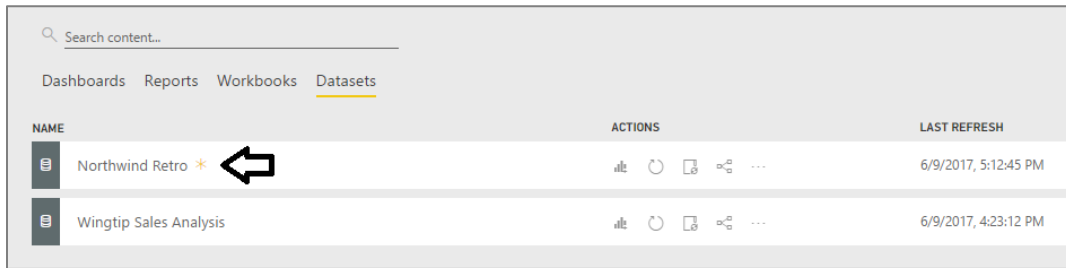 Search content...
Dashboards Reports Workbooks Datasets
NAME ACTIONS LAST REFRESH
Northwind Retro * 6/9/2017, 5:12:45 PM
Wingtip Sales Analysis 6/9/2017, 4:23:12 PM